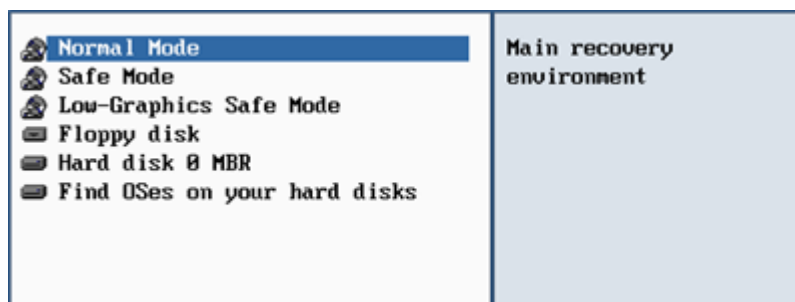 Normal Mode
Safe Mode
Low-Graphics Safe Mode
Floppy disk
Hard disk 0 MBR
Find OSes on your hard disks
Main recovery
environment